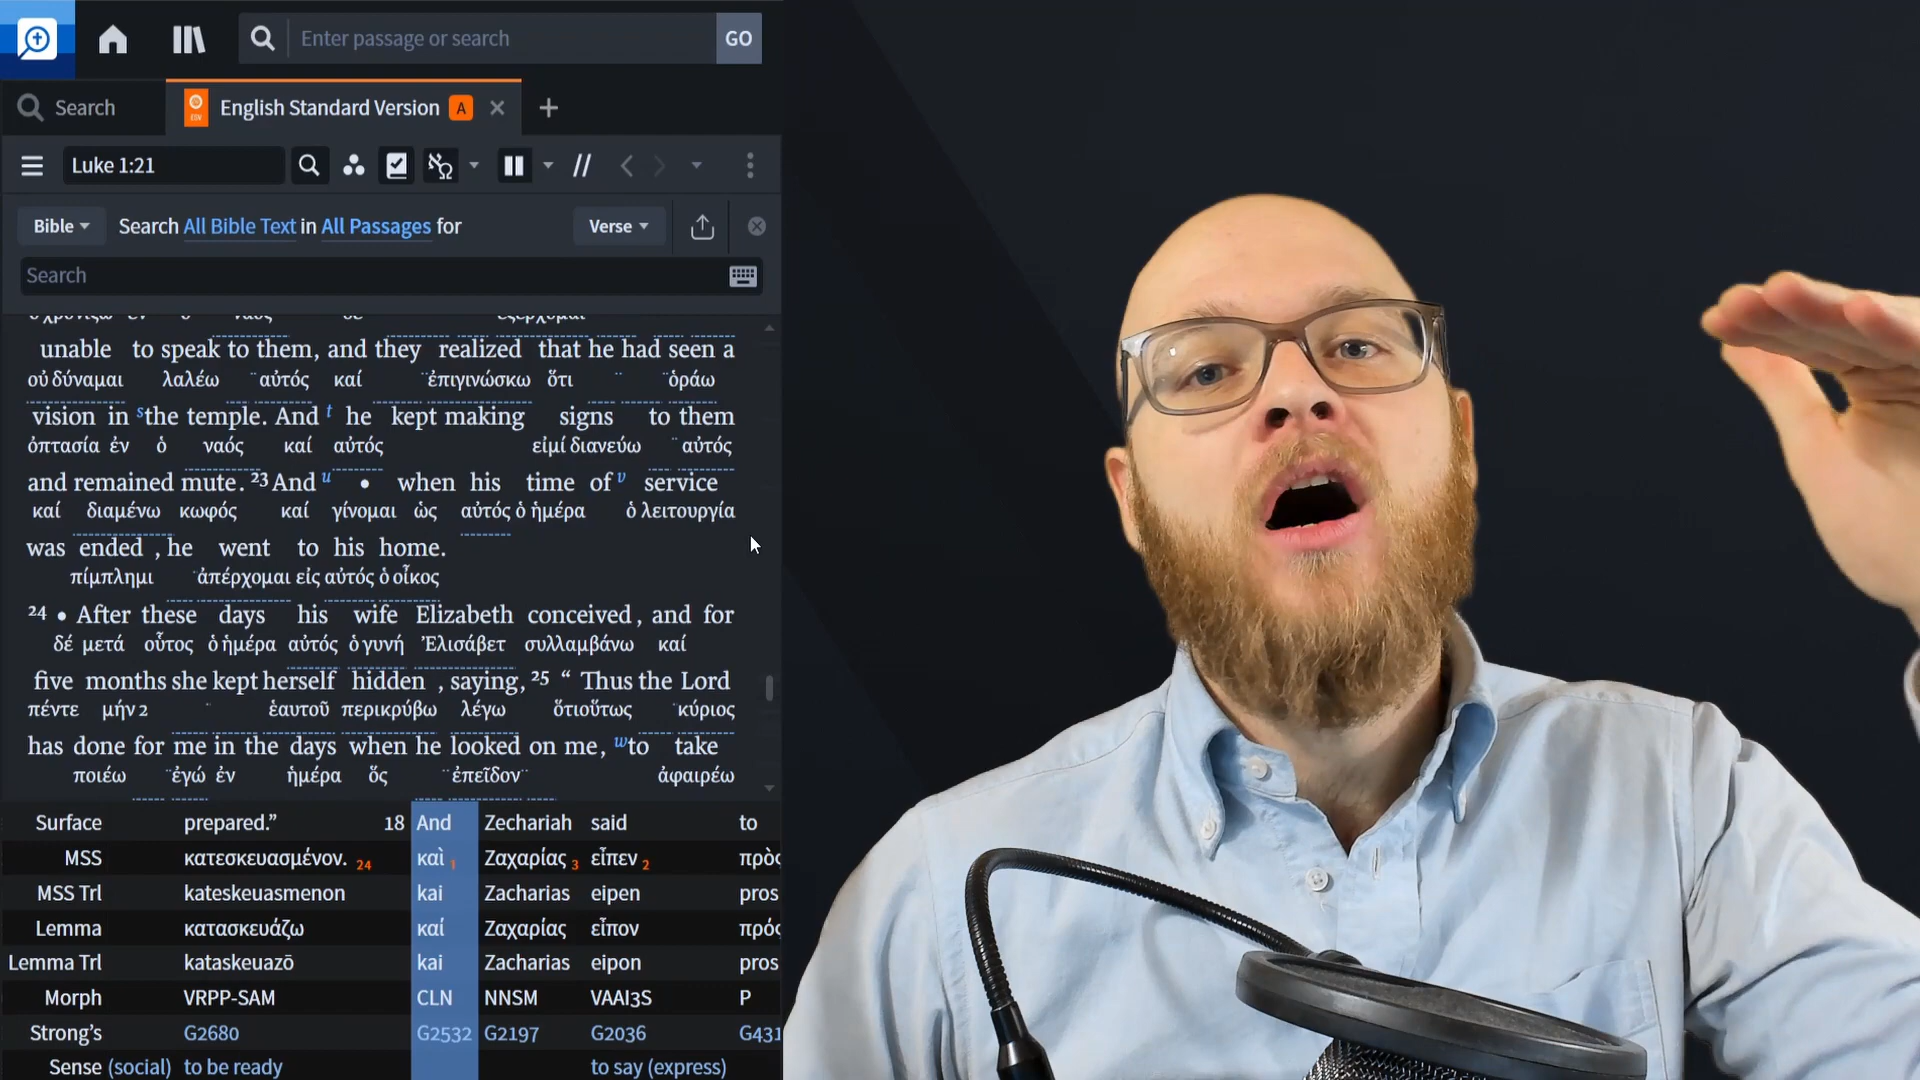 Enter passage or search GO
Search English Standard Version A
Luke 1:21
Bible Search All Bible Text in All Passages for Verse
Search
unable to speak to them, and they realized that he had seen a
οὐ δύναμαι λαλέω αὐτός καί ἐπιγινώσκω ὅτι ὁράω
vision in s the temple. And t he kept making signs to them
ὀπτασία ἐν ὁ ναός καί αὐτός εἰμί διανεύω αὐτός
and remained mute. 23 And u • when his time of v service
καί διαμένω κωφός καί γίνομαι ὡς αὐτός ὁ ἡμέρα ὁ λειτουργία
was ended , he went to his home.
πίμπλημι ἀπέρχομαι εἰς αὐτός ὁ οἶκος
24 • After these days his wife Elizabeth conceived , and for
δέ μετά οὗτος ὁ ἡμέρα αὐτός ὁ γυνή Ἐλισάβετ συλλαμβάνω καί
five months she kept herself hidden , saying, 25 “ Thus the Lord
πέντε μήν 2 ἑαυτοῦ περικρύβω λέγω ὅτι οὕτως κύριος
has done for me in the days when he looked on me, w to take
ποιέω ἐγώ ἐν ἡμέρα ὅς ἐπεῖδον ἀφαιρέω
Surface prepared.” 18 And Zechariah said to
MSS κατεσκευασμένον. 24 καὶ 1 Ζαχαρίας 3 εἶπεν 2 πρὸς
MSS Trl kateskeuasmenon kai Zacharias eipen pros
Lemma κατασκευάζω καί Ζαχαρίας εἶπον πρός
Lemma Trl kataskeuazō kai Zacharias eipon pros
Morph VRPP-SAM CLN NNSM VAAI3S P
Strong’s G2680 G2532 G2197 G2036 G431
Sense (social) to be ready to say (express)